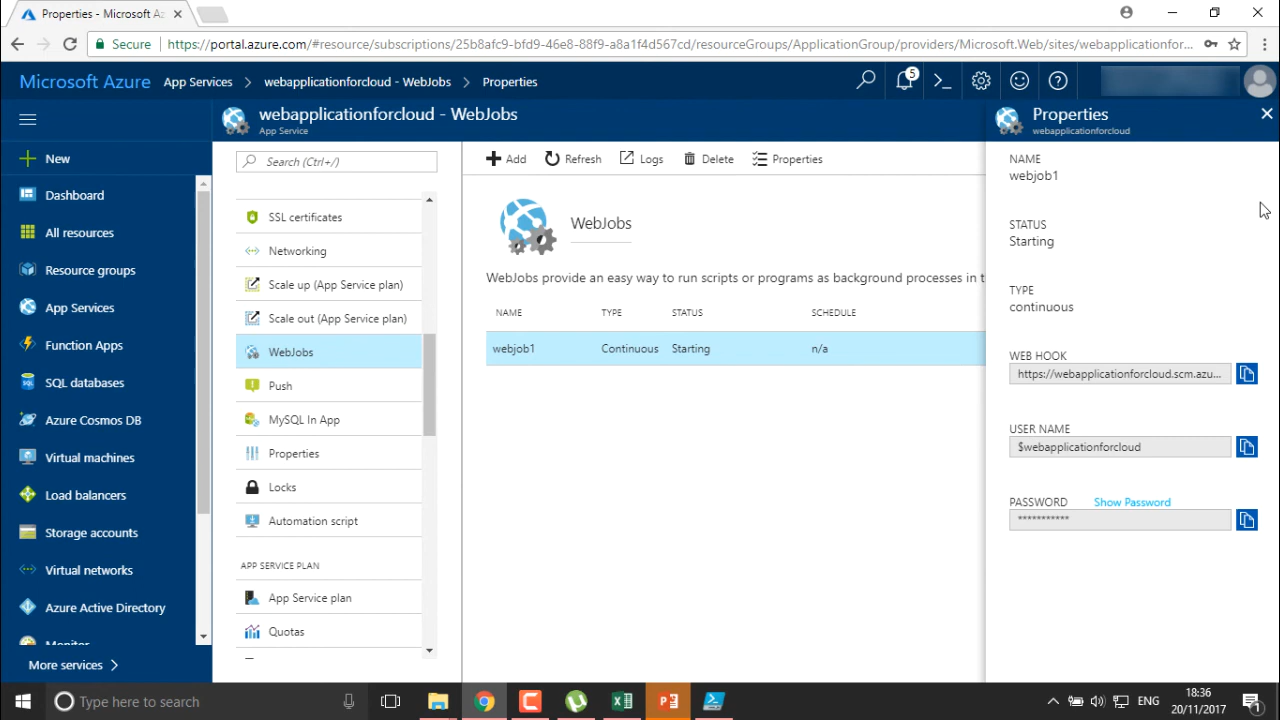 Properties - Microsoft Az
Secure
https://portal.azure.com/#resource/subscriptions/25b8afc9-bfd9-46e8-88f9-a8a1f4d567cd/resourceGroups/ApplicationGroup/providers/Microsoft.Web/sites/webapplicationfor...
Microsoft Azure
App Services
webapplicationforcloud - WebJobs
Properties
5
New
Dashboard
All resources
Resource groups
App Services
Function Apps
SQL databases
Azure Cosmos DB
Virtual machines
Load balancers
Storage accounts
Virtual networks
Azure Active Directory
Monitor
More services
webapplicationforcloud - WebJobs
App Service
Search (Ctrl+/)
SSL certificates
Networking
Scale up (App Service plan)
Scale out (App Service plan)
WebJobs
Push
MySQL In App
Properties
Locks
Automation script
APP SERVICE PLAN
App Service plan
Quotas
Add
Refresh
Logs
Delete
Properties
WebJobs
WebJobs provide an easy way to run scripts or programs as background processes in t
NAME TYPE STATUS SCHEDULE
webjob1 Continuous Starting n/a
Properties
webapplicationforcloud
NAME
webjob1
STATUS
Starting
TYPE
continuous
WEB HOOK
https://webapplicationforcloud.scm.azu...
USER NAME
$webapplicationforcloud
PASSWORD Show Password
***********
Type here to search
ENG
18:36
20/11/2017
1